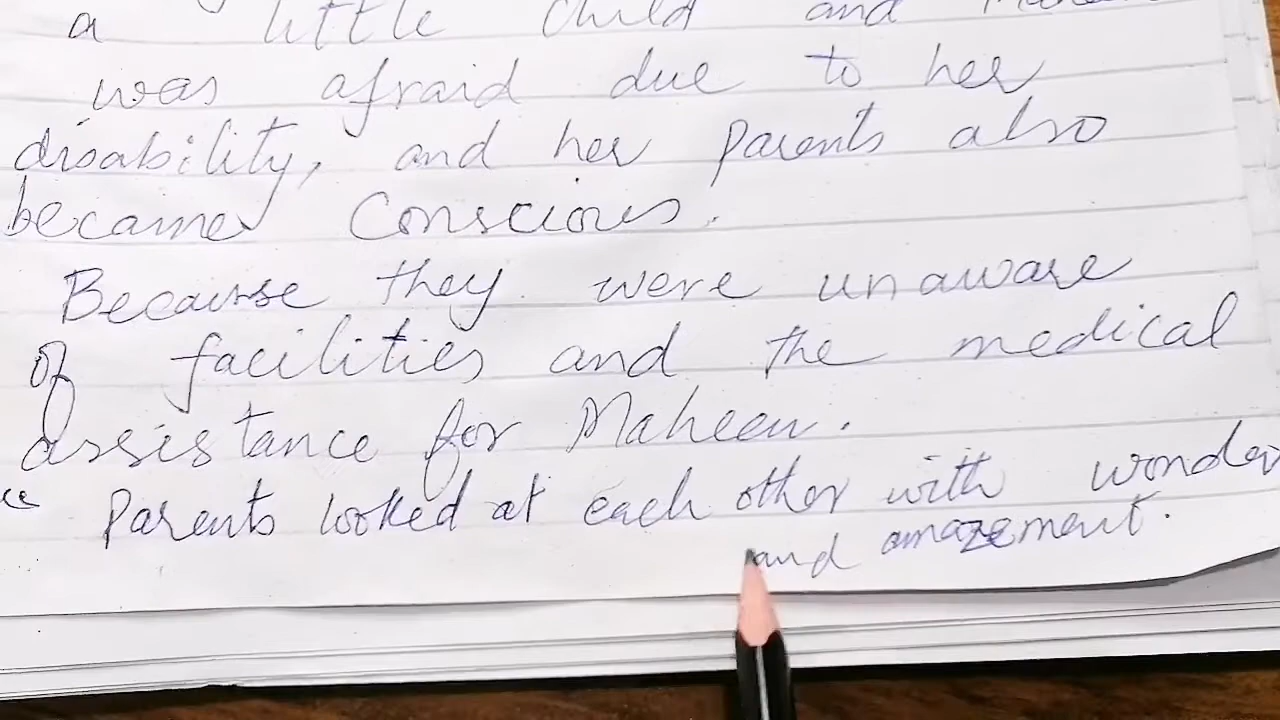 a little child and
was afraid due to her
disability, and her parents also
became conscious.
Because they were unaware
of facilities and the medical
assistance for Maheen.
" Parents looked at each other with wonder
and amazement.